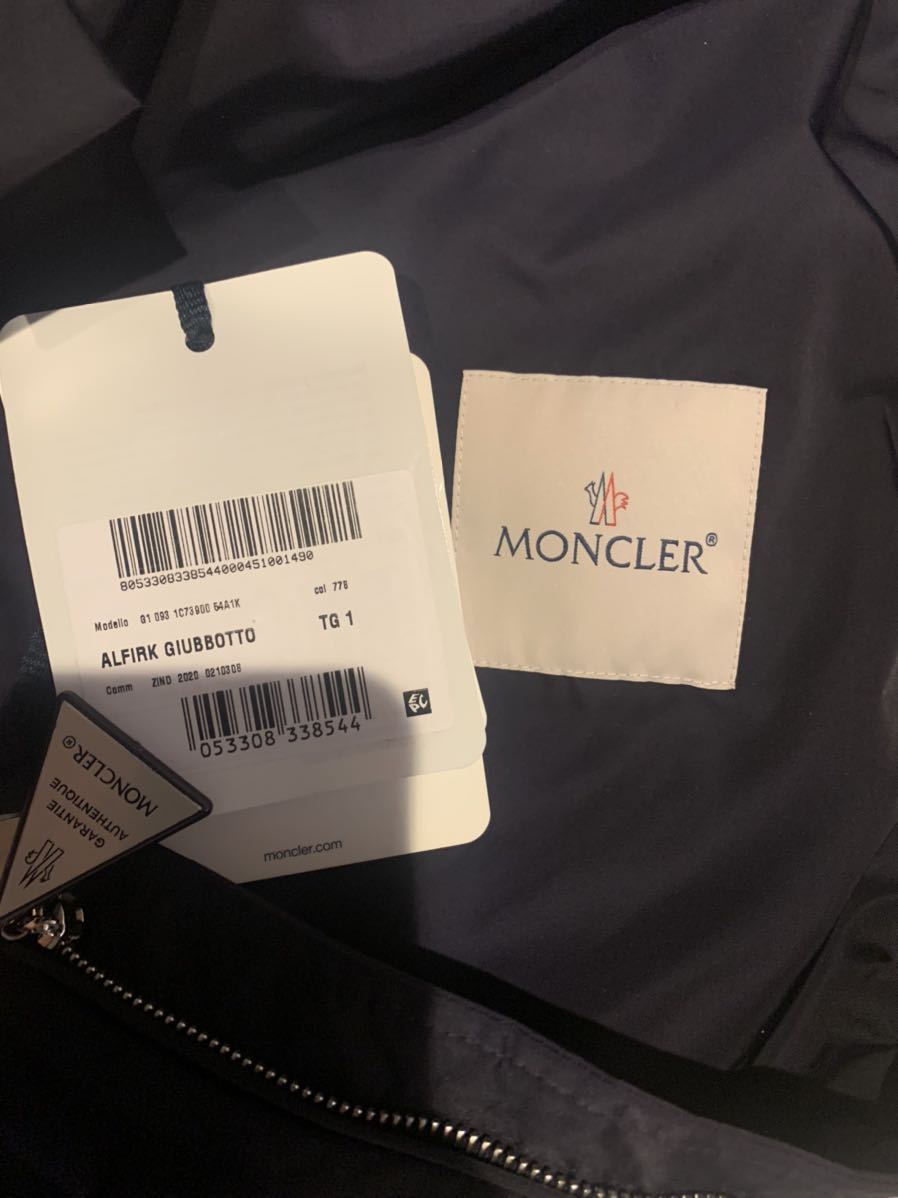 8053308338544000451001490
Modello G1 093 1C73900 54A1K col 778
ALFIRK GIUBBOTTO TG 1
Comm ZIND 2020 0210308
053308 338544
moncler.com
MONCLER®
MONCLER®
GARANTIE
AUTHENTIQUE